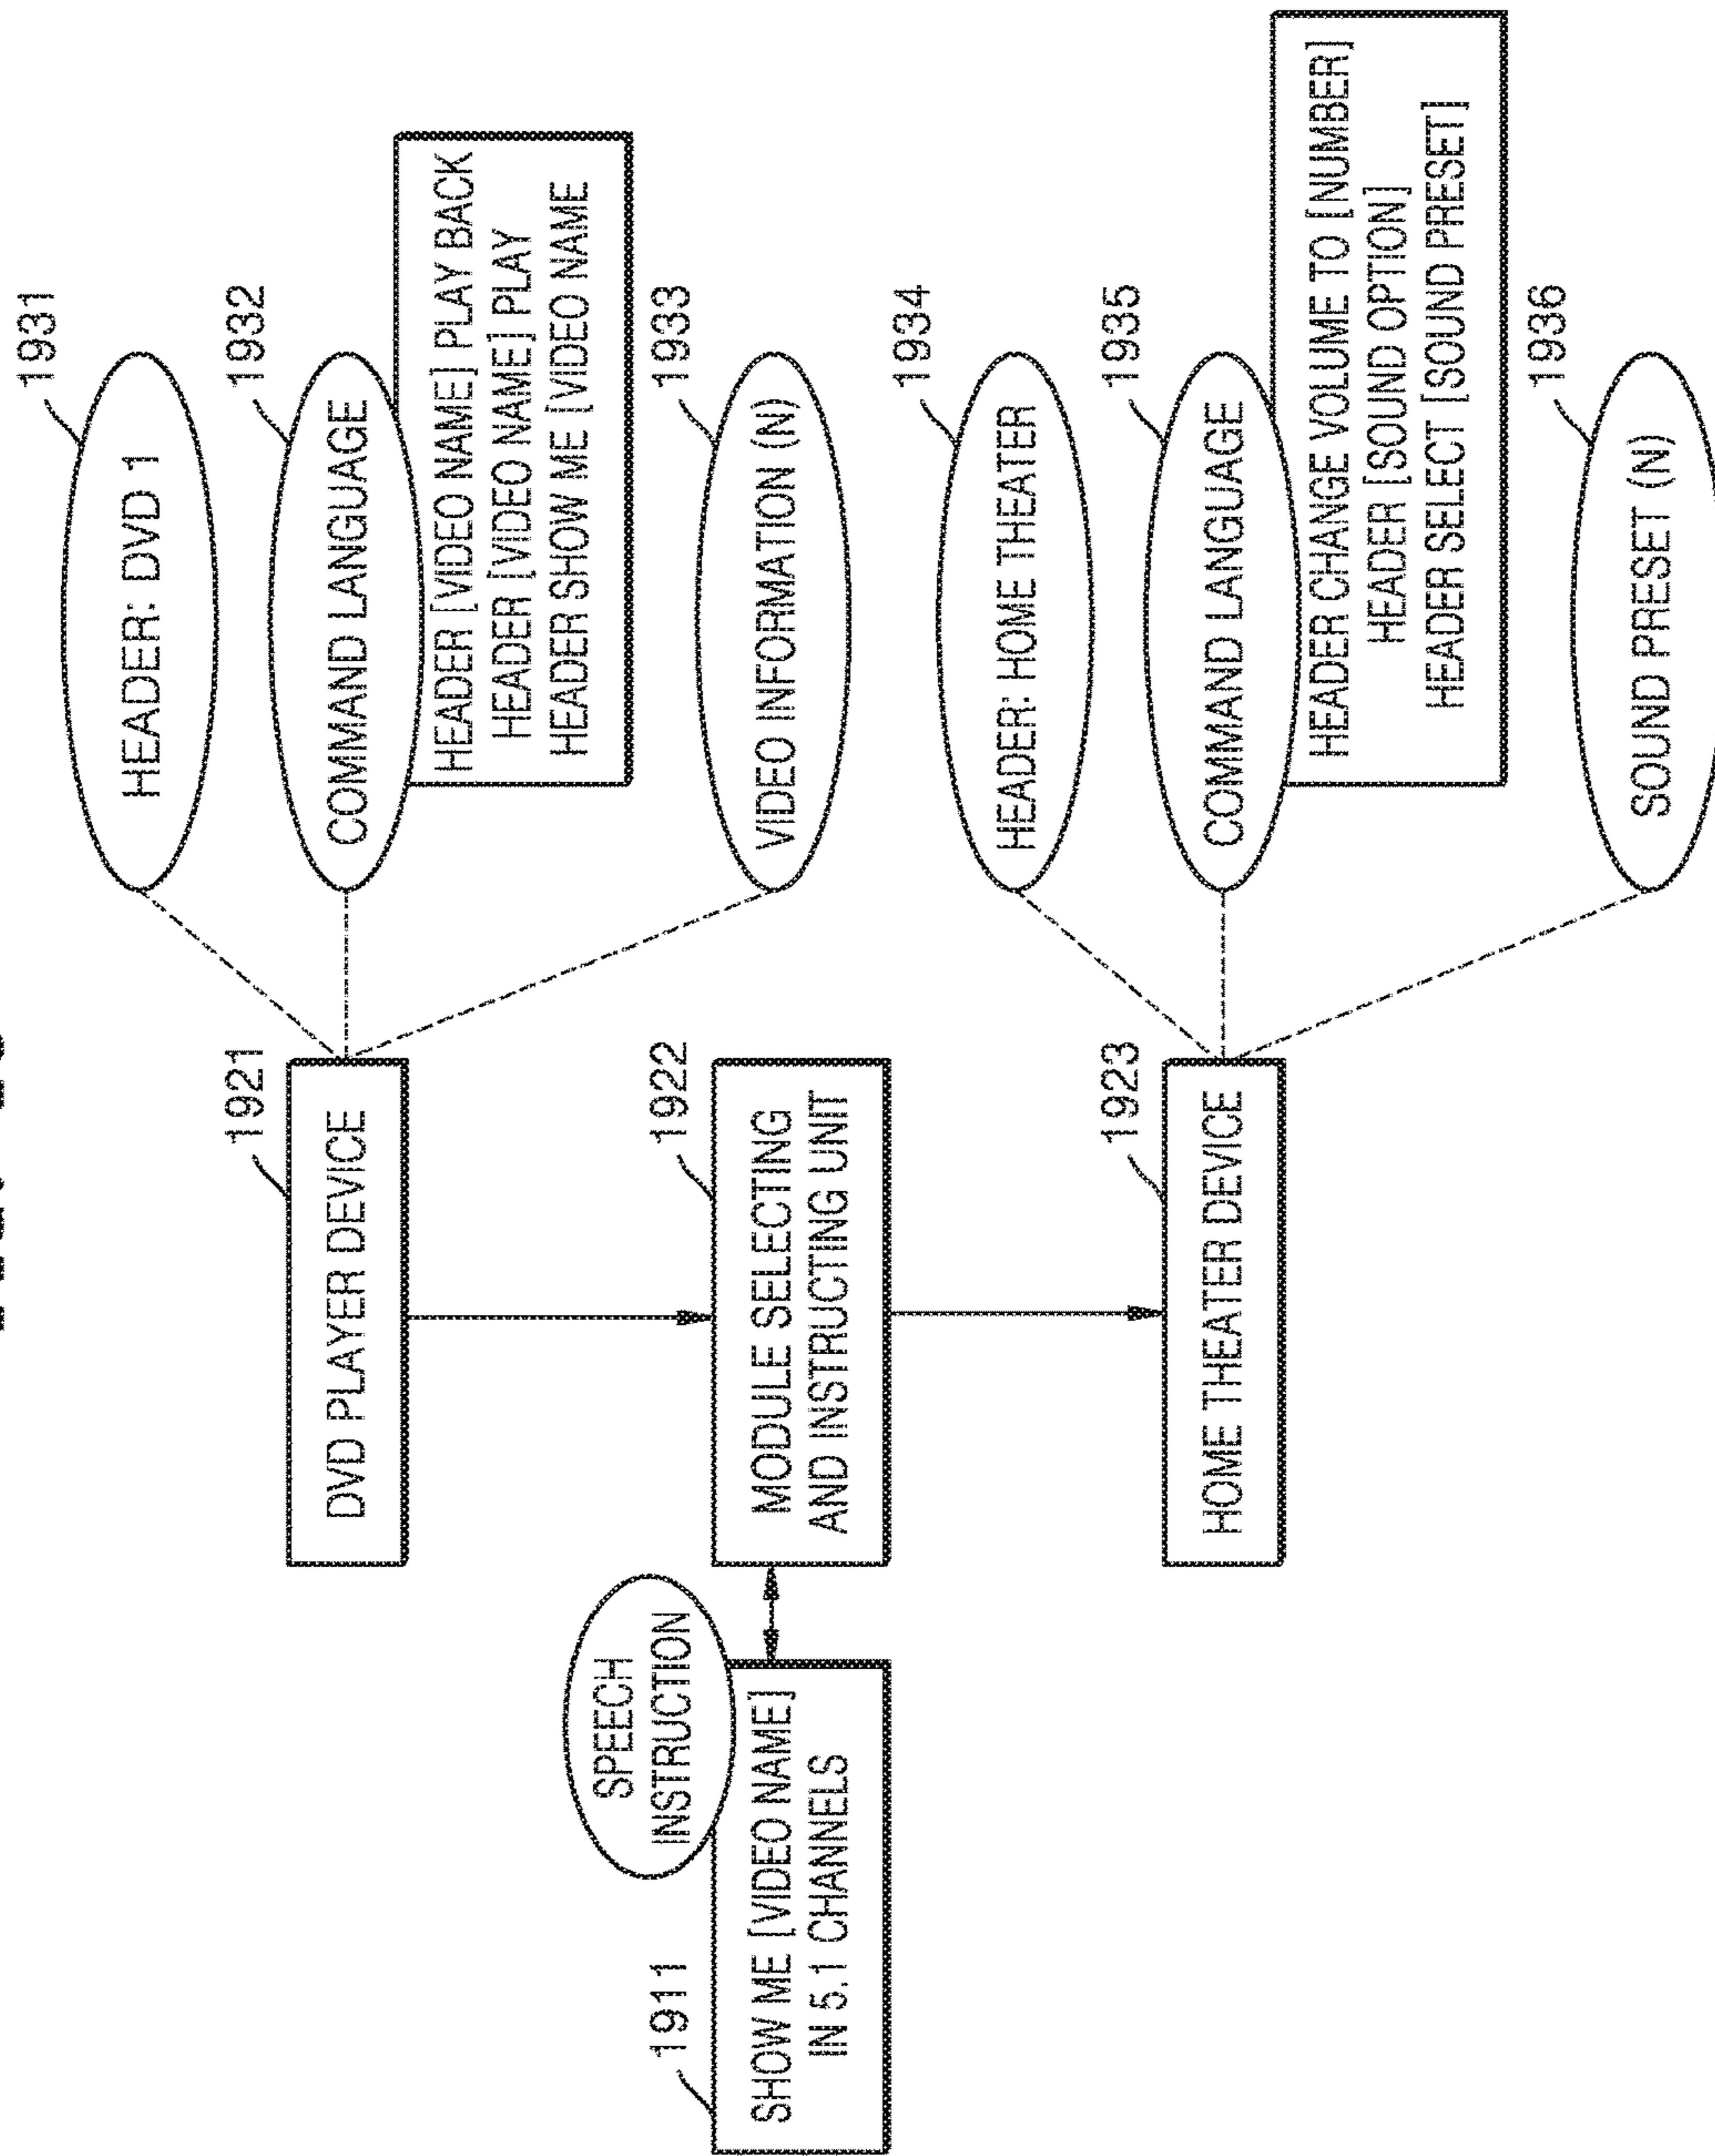 1931
HEADER: DVD 1
1932
COMMAND LANGUAGE
HEADER [VIDEO NAME] PLAY BACK
HEADER [VIDEO NAME] PLAY
HEADER SHOW ME [VIDEO NAME
1921
DVD PLAYER DEVICE
1933
VIDEO INFORMATION (N)
SPEECH
INSTRUCTION
1911
SHOW ME [VIDEO NAME]
IN 5.1 CHANNELS
1922
MODULE SELECTING
AND INSTRUCTING UNIT
1934
HEADER: HOME THEATER
1923
HOME THEATER DEVICE
1935
COMMAND LANGUAGE
HEADER CHANGE VOLUME TO [NUMBER]
HEADER [SOUND OPTION]
HEADER SELECT [SOUND PRESET]
1936
SOUND PRESET (N)